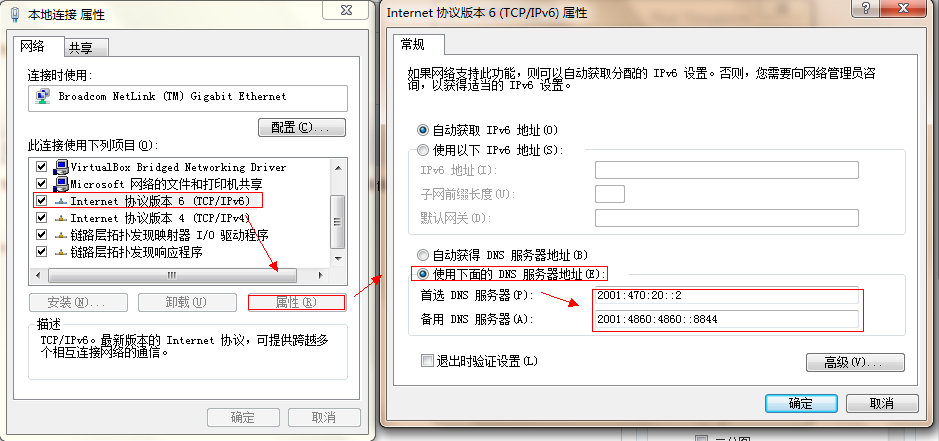 本地连接 属性
网络
共享
连接时使用:
Broadcom NetLink (TM) Gigabit Ethernet
配置(C)...
此连接使用下列项目(O):
VirtualBox Bridged Networking Driver
Microsoft 网络的文件和打印机共享
Internet 协议版本 6 (TCP/IPv6)
Internet 协议版本 4 (TCP/IPv4)
链路层拓扑发现映射器 I/O 驱动程序
链路层拓扑发现响应程序
安装(N)...
卸载(U)
属性(R)
描述
TCP/IPv6。最新版本的 Internet 协议,可提供跨越多
个相互连接网络的通信。
确定
取消
Internet 协议版本 6 (TCP/IPv6) 属性
常规
如果网络支持此功能,则可以自动获取分配的 IPv6 设置。否则,您需要向网络管理员咨
询,以获得适当的 IPv6 设置。
自动获取 IPv6 地址(O)
使用以下 IPv6 地址(S):
IPv6 地址(I):
子网前缀长度(U):
默认网关(D):
自动获得 DNS 服务器地址(B)
使用下面的 DNS 服务器地址(E):
首选 DNS 服务器(P):
2001:470:20::2
备用 DNS 服务器(A):
2001:4860:4860::8844
退出时验证设置(L)
高级(V)...
确定
取消